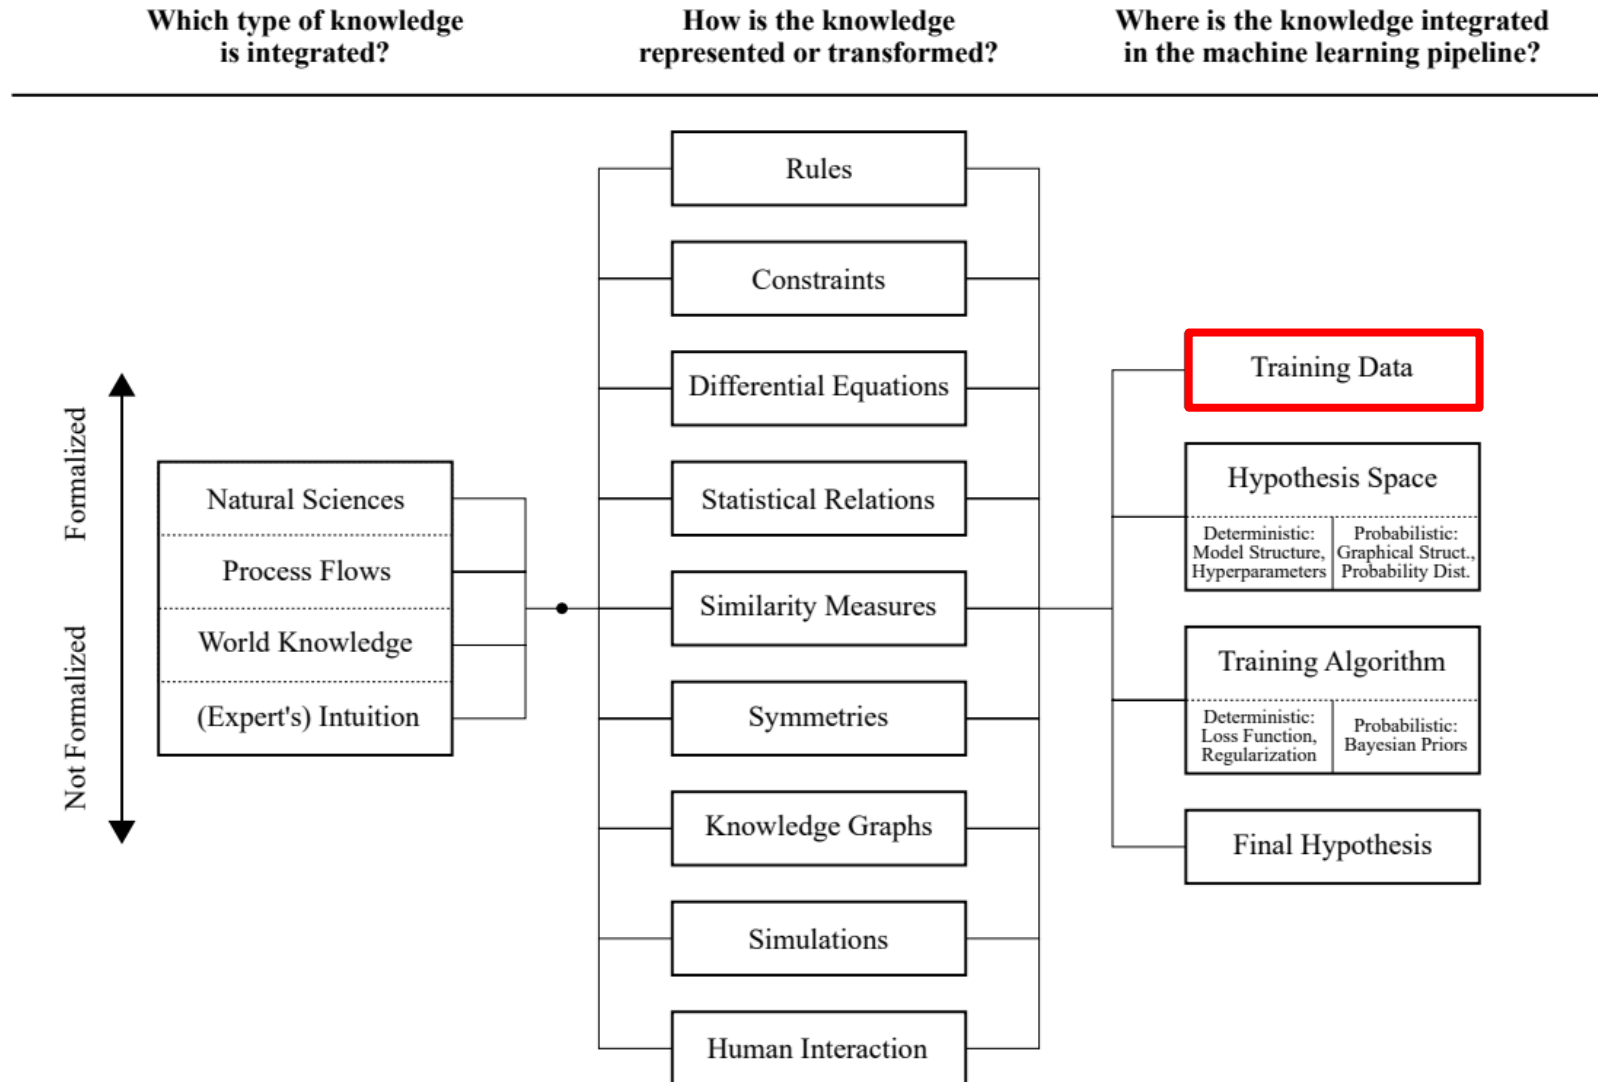 Which type of knowledge
is integrated?
How is the knowledge
represented or transformed?
Where is the knowledge integrated
in the machine learning pipeline?
Formalized
Not Formalized
Natural Sciences
Process Flows
World Knowledge
(Expert's) Intuition
Rules
Constraints
Differential Equations
Statistical Relations
Similarity Measures
Symmetries
Knowledge Graphs
Simulations
Human Interaction
Training Data
Hypothesis Space
Deterministic:
Model Structure,
Hyperparameters
Probabilistic:
Graphical Struct.,
Probability Dist.
Training Algorithm
Deterministic:
Loss Function,
Regularization
Probabilistic:
Bayesian Priors
Final Hypothesis